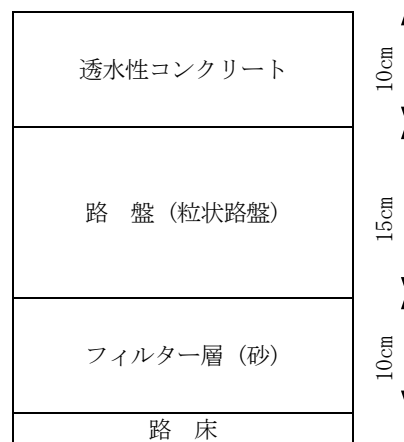 透水性コンクリート
10cm
路　盤（粒状路盤）
15cm
フィルター層（砂）
10cm
路　床